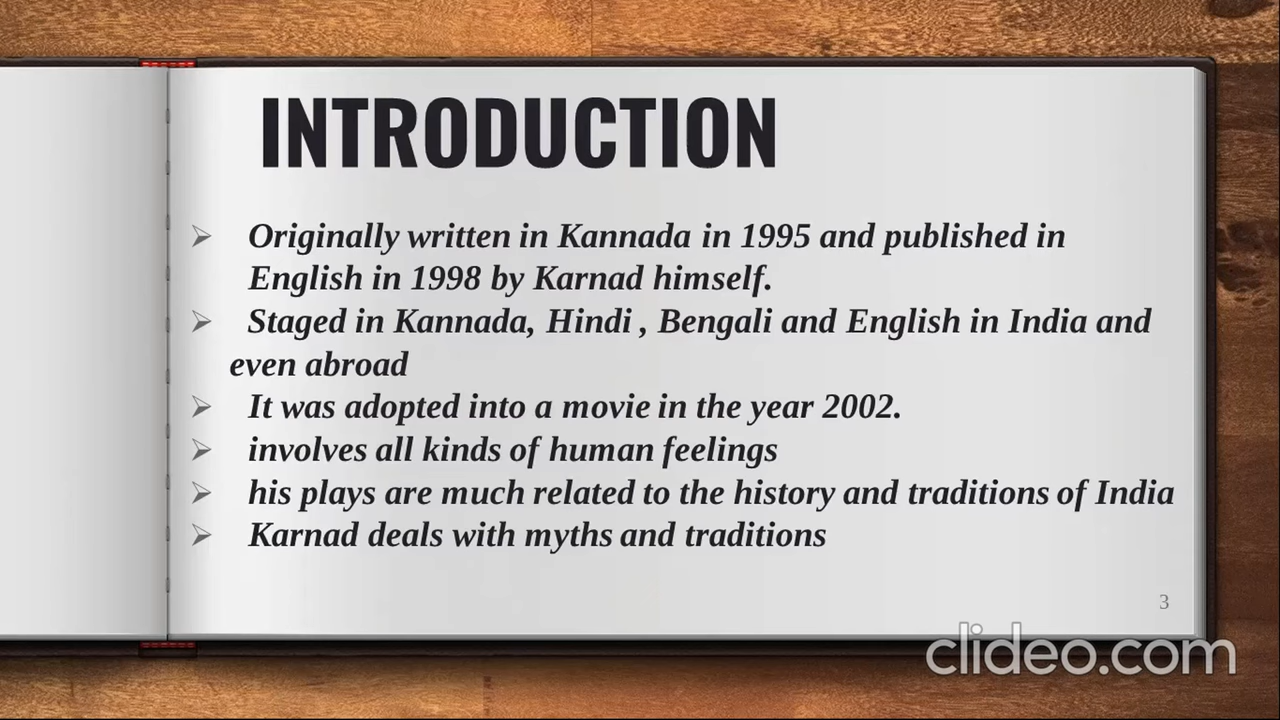 INTRODUCTION
➢ Originally written in Kannada in 1995 and published in
English in 1998 by Karnad himself.
➢ Staged in Kannada, Hindi , Bengali and English in India and
even abroad
➢ It was adopted into a movie in the year 2002.
➢ involves all kinds of human feelings
➢ his plays are much related to the history and traditions of India
➢ Karnad deals with myths and traditions
3
clideo.com